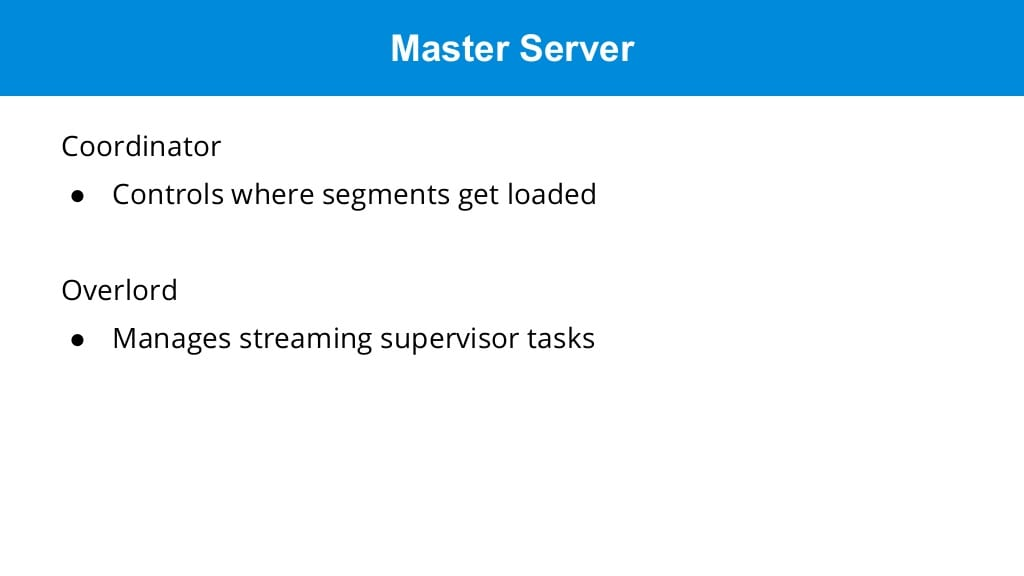 Master Server
Coordinator
● Controls where segments get loaded
Overlord
● Manages streaming supervisor tasks